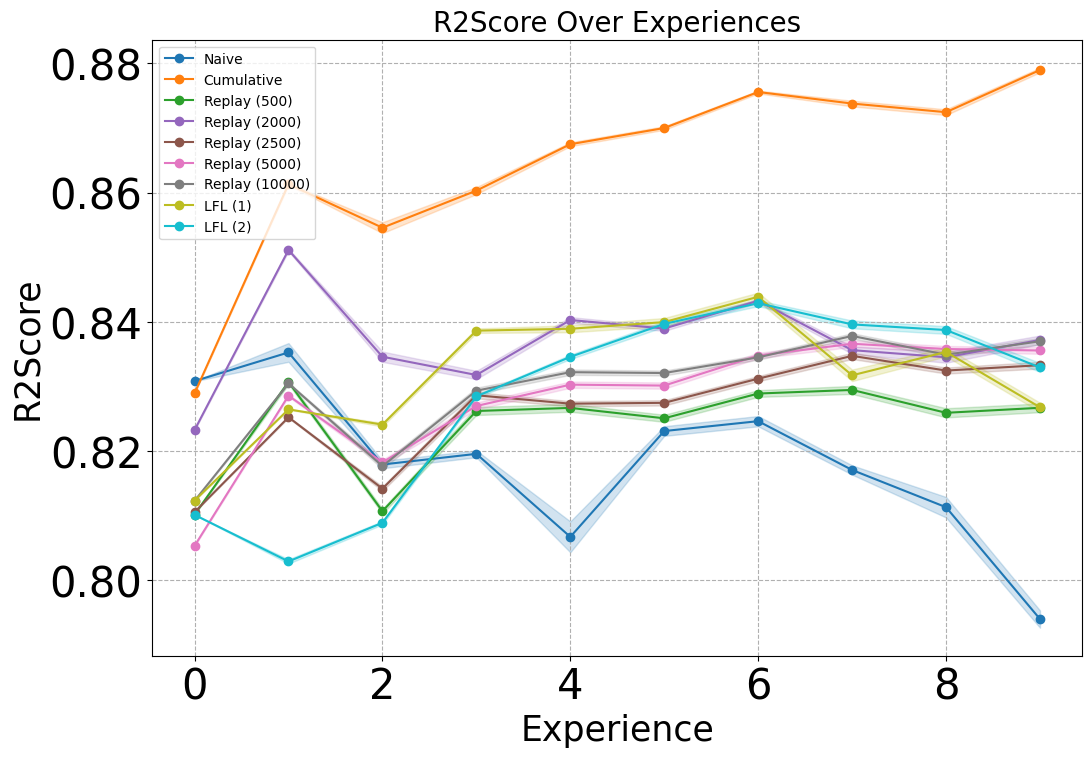 R2Score Over Experiences
0.88
0.86
0.84
0.82
0.80
R2Score
Naive
Cumulative
Replay (500)
Replay (2000)
Replay (2500)
Replay (5000)
Replay (10000)
LFL (1)
LFL (2)
0 2 4 6 8
Experience